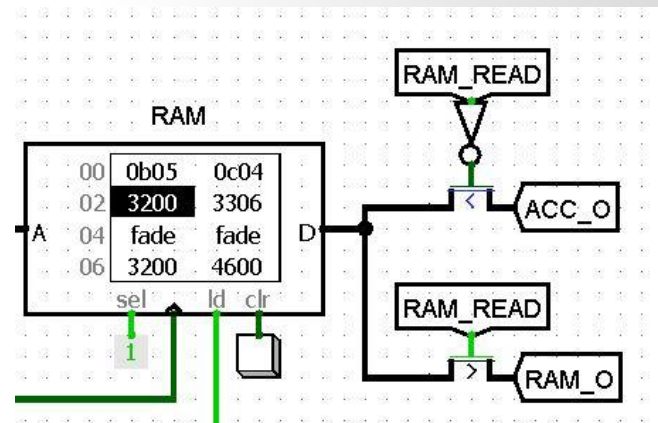 RAM_READ
RAM
00 0b05 0c04
02 3200 3306
04 fade fade
06 3200 4600
A
D
sel ld clr
1
ACC_O
RAM_READ
RAM_O